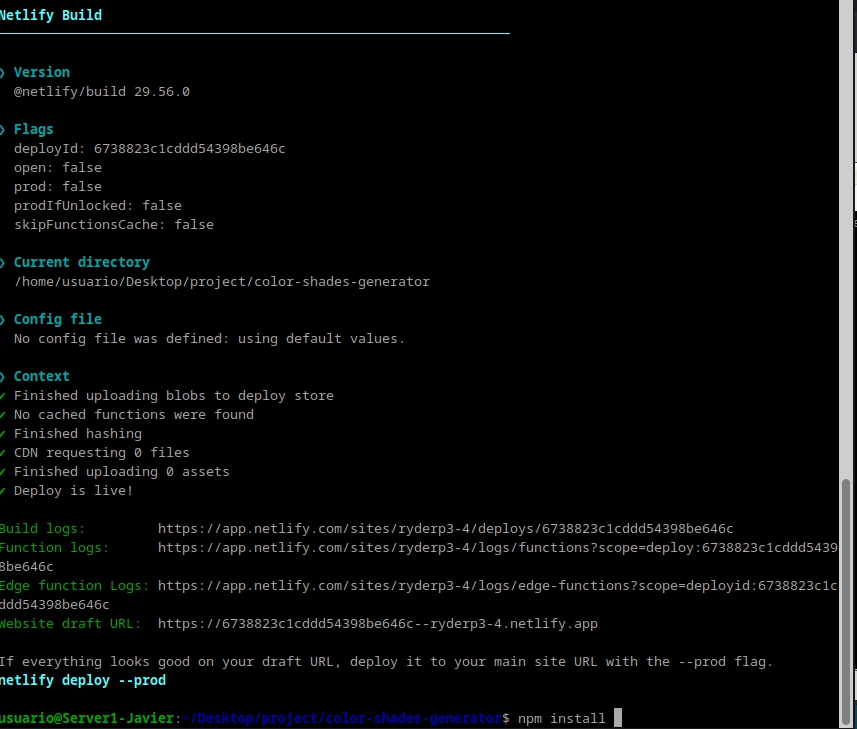 Netlify Build
❯ Version
@netlify/build 29.56.0
❯ Flags
deployId: 6738823c1cddd54398be646c
open: false
prod: false
prodIfUnlocked: false
skipFunctionsCache: false
❯ Current directory
/home/usuario/Desktop/project/color-shades-generator
❯ Config file
No config file was defined: using default values.
❯ Context
✓ Finished uploading blobs to deploy store
✓ No cached functions were found
✓ Finished hashing
✓ CDN requesting 0 files
✓ Finished uploading 0 assets
✓ Deploy is live!
Build logs: https://app.netlify.com/sites/ryderp3-4/deploys/6738823c1cddd54398be646c
Function logs: https://app.netlify.com/sites/ryderp3-4/logs/functions?scope=deploy:6738823c1cddd5439
8be646c
Edge function Logs: https://app.netlify.com/sites/ryderp3-4/logs/edge-functions?scope=deployid:6738823c1c
ddd54398be646c
Website draft URL: https://6738823c1cddd54398be646c--ryderp3-4.netlify.app
If everything looks good on your draft URL, deploy it to your main site URL with the --prod flag.
netlify deploy --prod
usuario@Server1-Javier:~/Desktop/project/color-shades-generator$ npm install